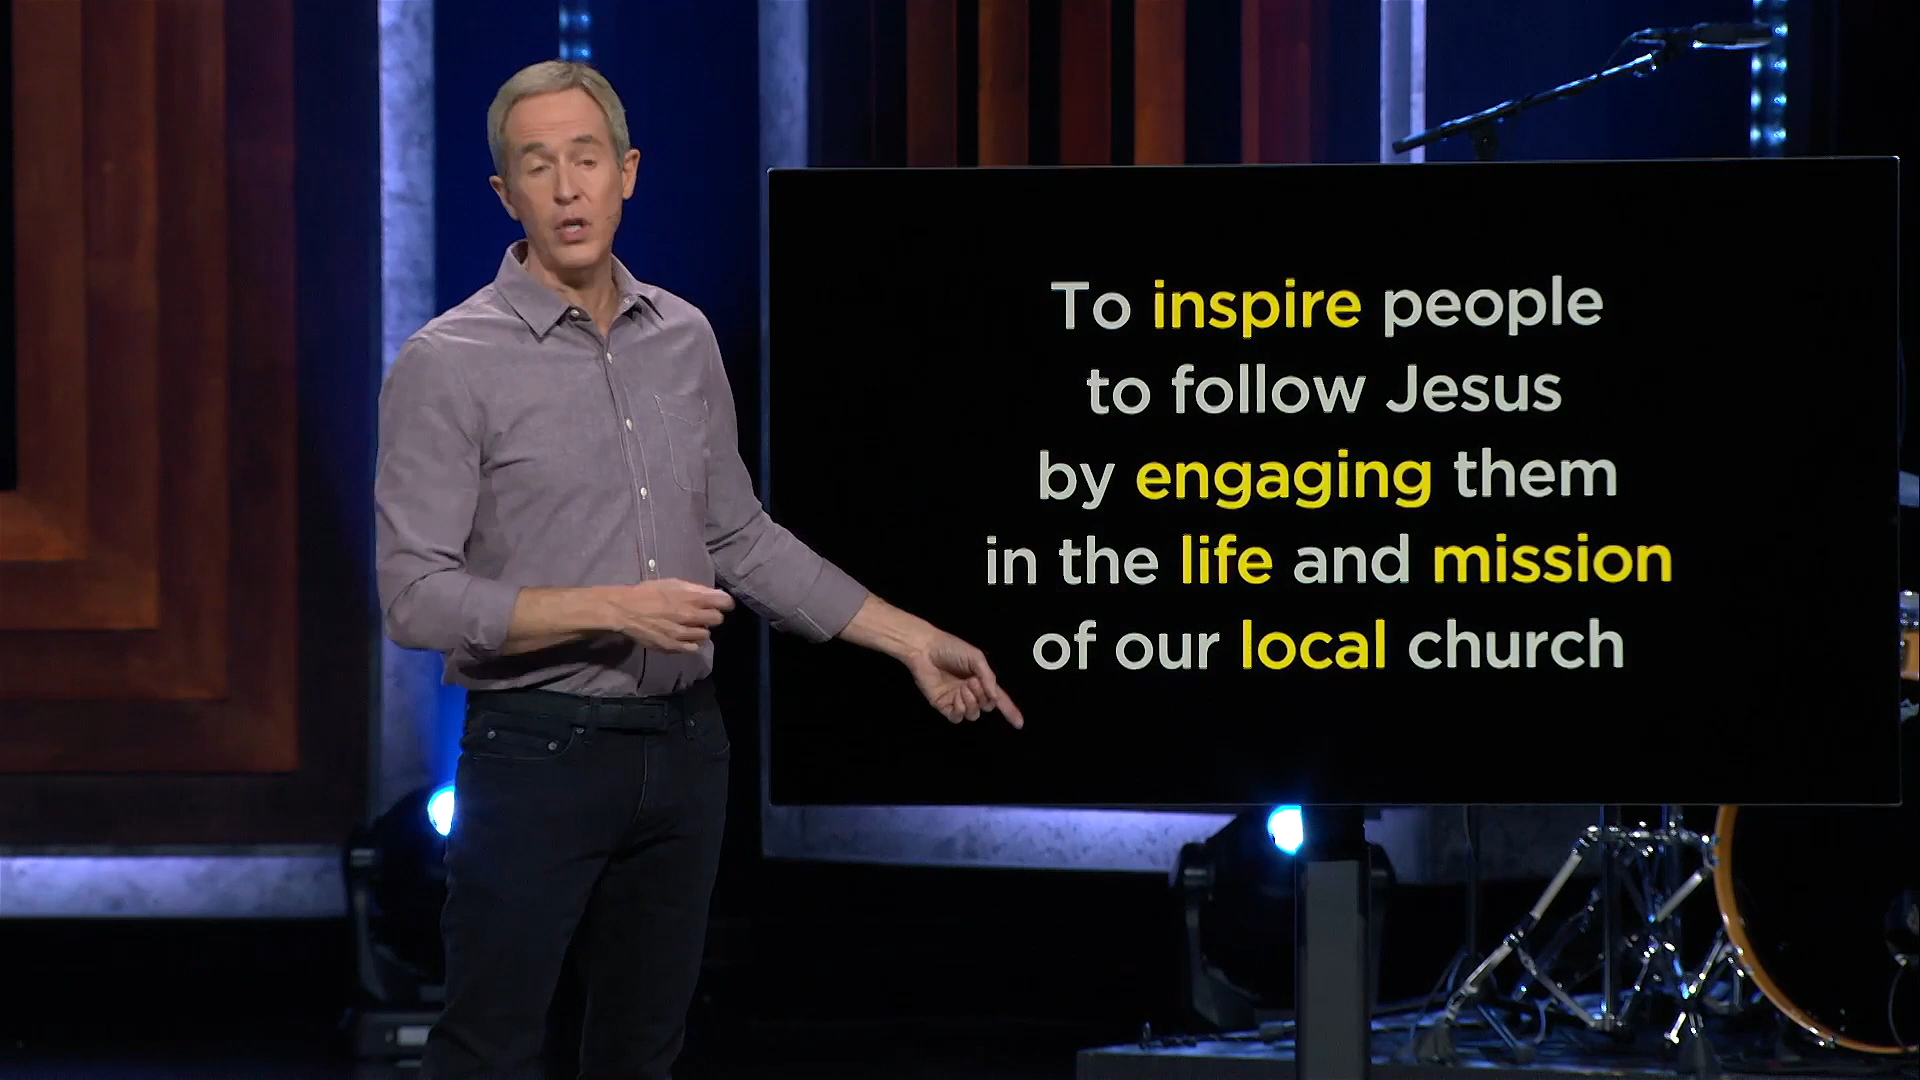 To inspire people
to follow Jesus
by engaging them
in the life and mission
of our local church